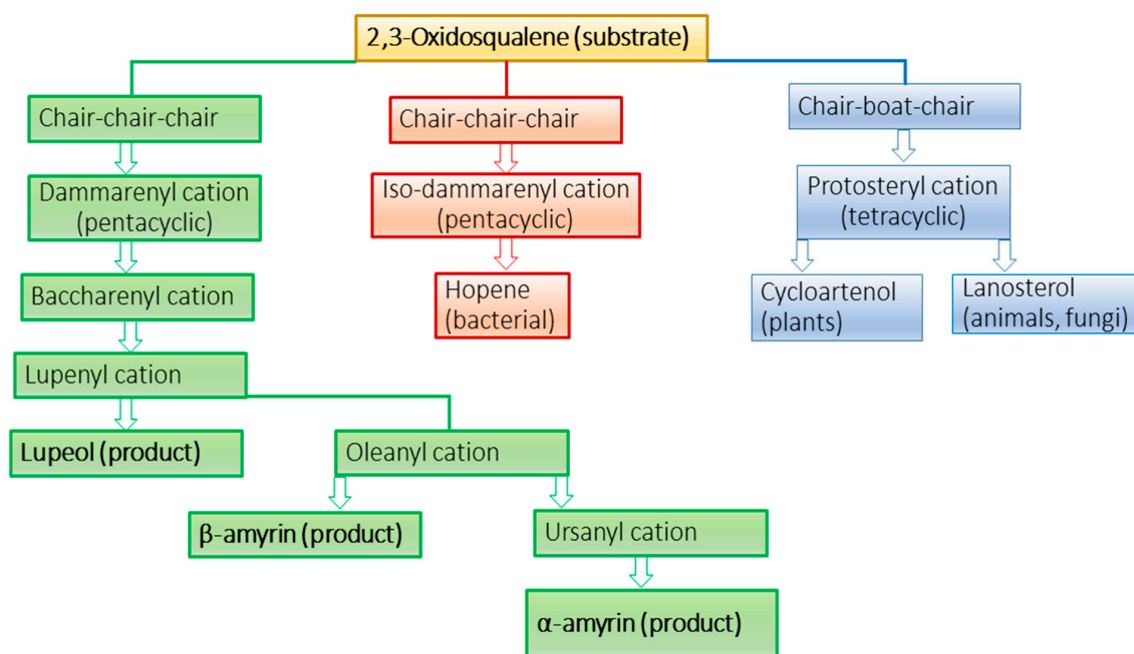 2,3-Oxidosqualene (substrate)
Chair-chair-chair
Chair-chair-chair
Chair-boat-chair
Dammarenyl cation
(pentacyclic)
Iso-dammarenyl cation
(pentacyclic)
Protosteryl cation
(tetracyclic)
Baccharenyl cation
Hopene
(bacterial)
Cycloartenol
(plants)
Lanosterol
(animals, fungi)
Lupenyl cation
Lupeol (product)
Oleanyl cation
β-amyrin (product)
Ursanyl cation
α-amyrin (product)